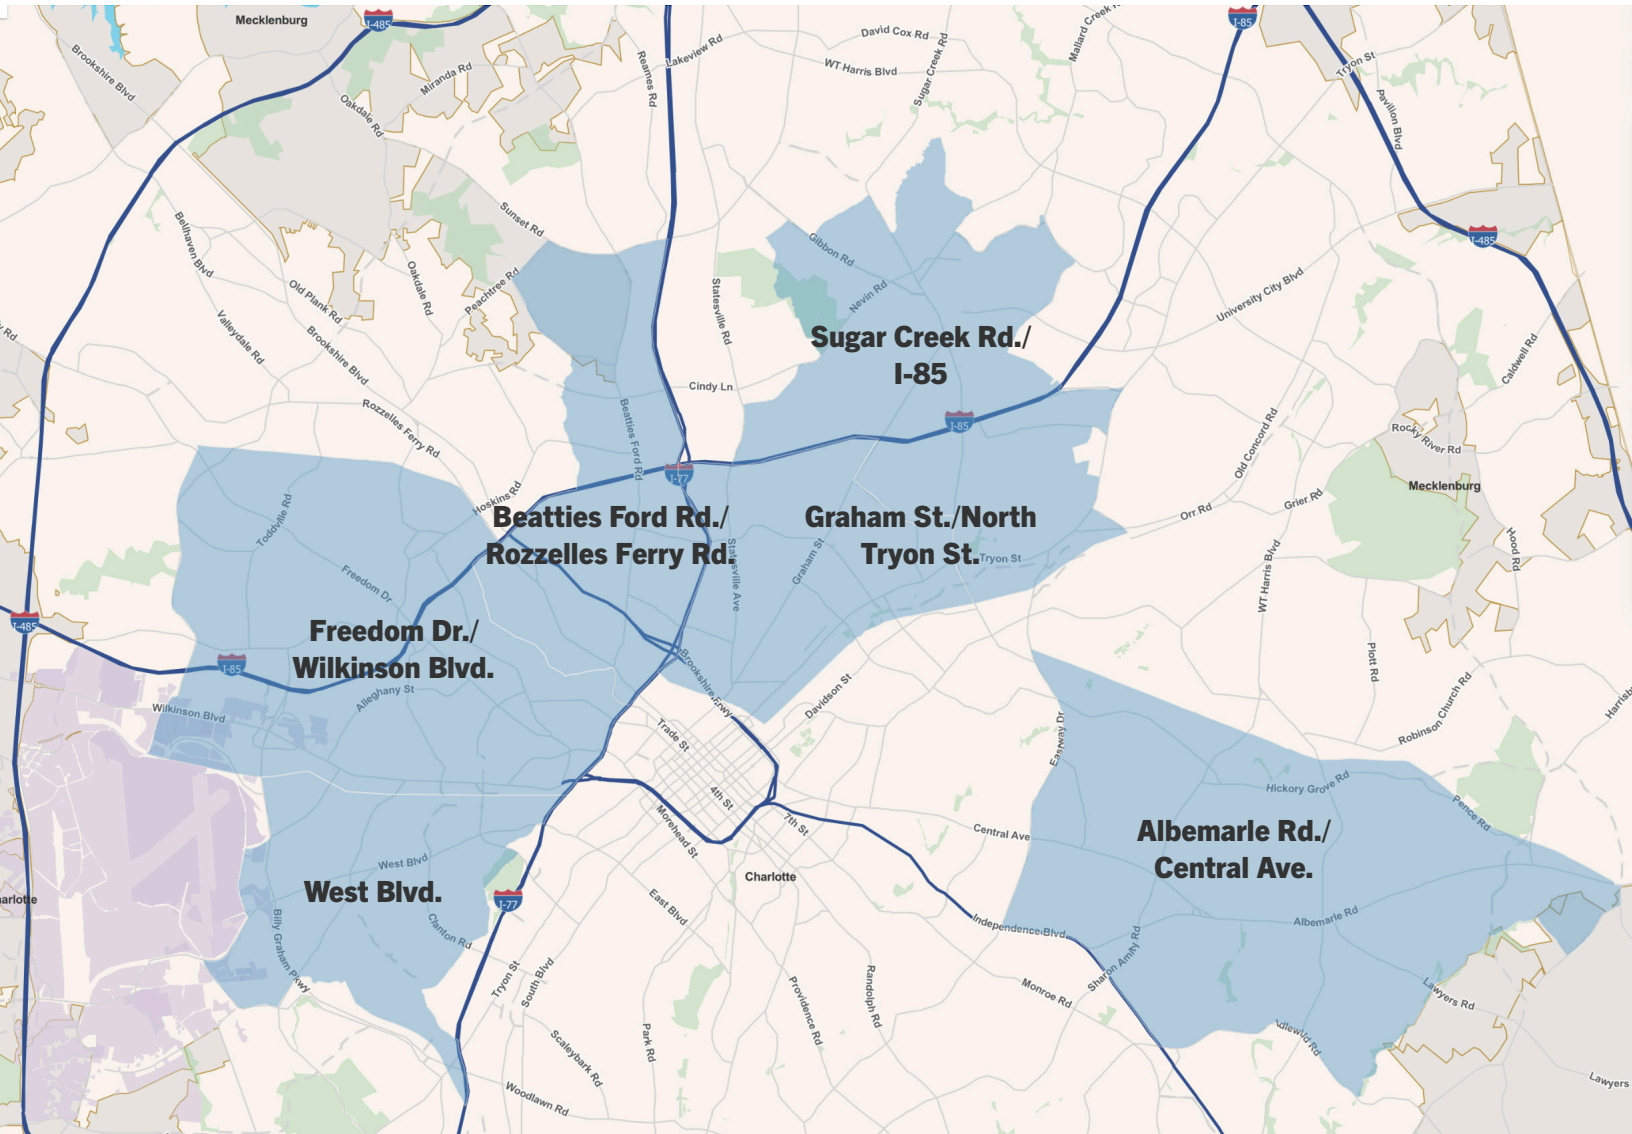 Mecklenburg
I-485
I-85
Brookshire Blvd
Miranda Rd
Oakdale Rd
Reames Rd
Lakeview Rd
David Cox Rd
WT Harris Blvd
Sugar Creek Rd
Mallard Creek
Tryon St
Pavilion Blvd
I-485
Bellhaven Blvd
Sunset Rd
Oakdale Rd
Peachtree Rd
Old Plank Rd
Valleydale Rd
Brookshire Blvd
Rozzelles Ferry Rd
Statesville Rd
Cindy Ln
Gibbon Rd
Nevin Rd
University City Blvd
Caldwell Rd
Rd
Sugar Creek Rd./
I-85
I-85
Beatties Ford Rd
I-77
Hoskins Rd
Toddville Rd
Old Concord Rd
Rocky River Rd
Mecklenburg
Grier Rd
Orr Rd
Hood Rd
Beatties Ford Rd./
Rozzelles Ferry Rd.
Graham St./North
Tryon St.
Statesville Ave
Graham St
Tryon St
WT Harris Blvd
Freedom Dr
I-485
I-85
Freedom Dr./
Wilkinson Blvd.
Alleghany St
Wilkinson Blvd
Brookshire Frwy
Davidson St
Trade St
4th St
7th St
Morehead St
Charlotte
Eastway Dr
Plott Rd
Robinson Church Rd
Hickory Grove Rd
Pence Rd
Central Ave
Albemarle Rd./
Central Ave.
West Blvd
West Blvd.
I-77
Clanton Rd
Billy Graham Pkwy
East Blvd
Independence Blvd
Albemarle Rd
Sharon Amity Rd
Monroe Rd
Lawyers Rd
Tryon St
South Blvd
Providence Rd
Randolph Rd
Park Rd
Scaleybark Rd
Woodlawn Rd
Idlewild Rd
Lawyers